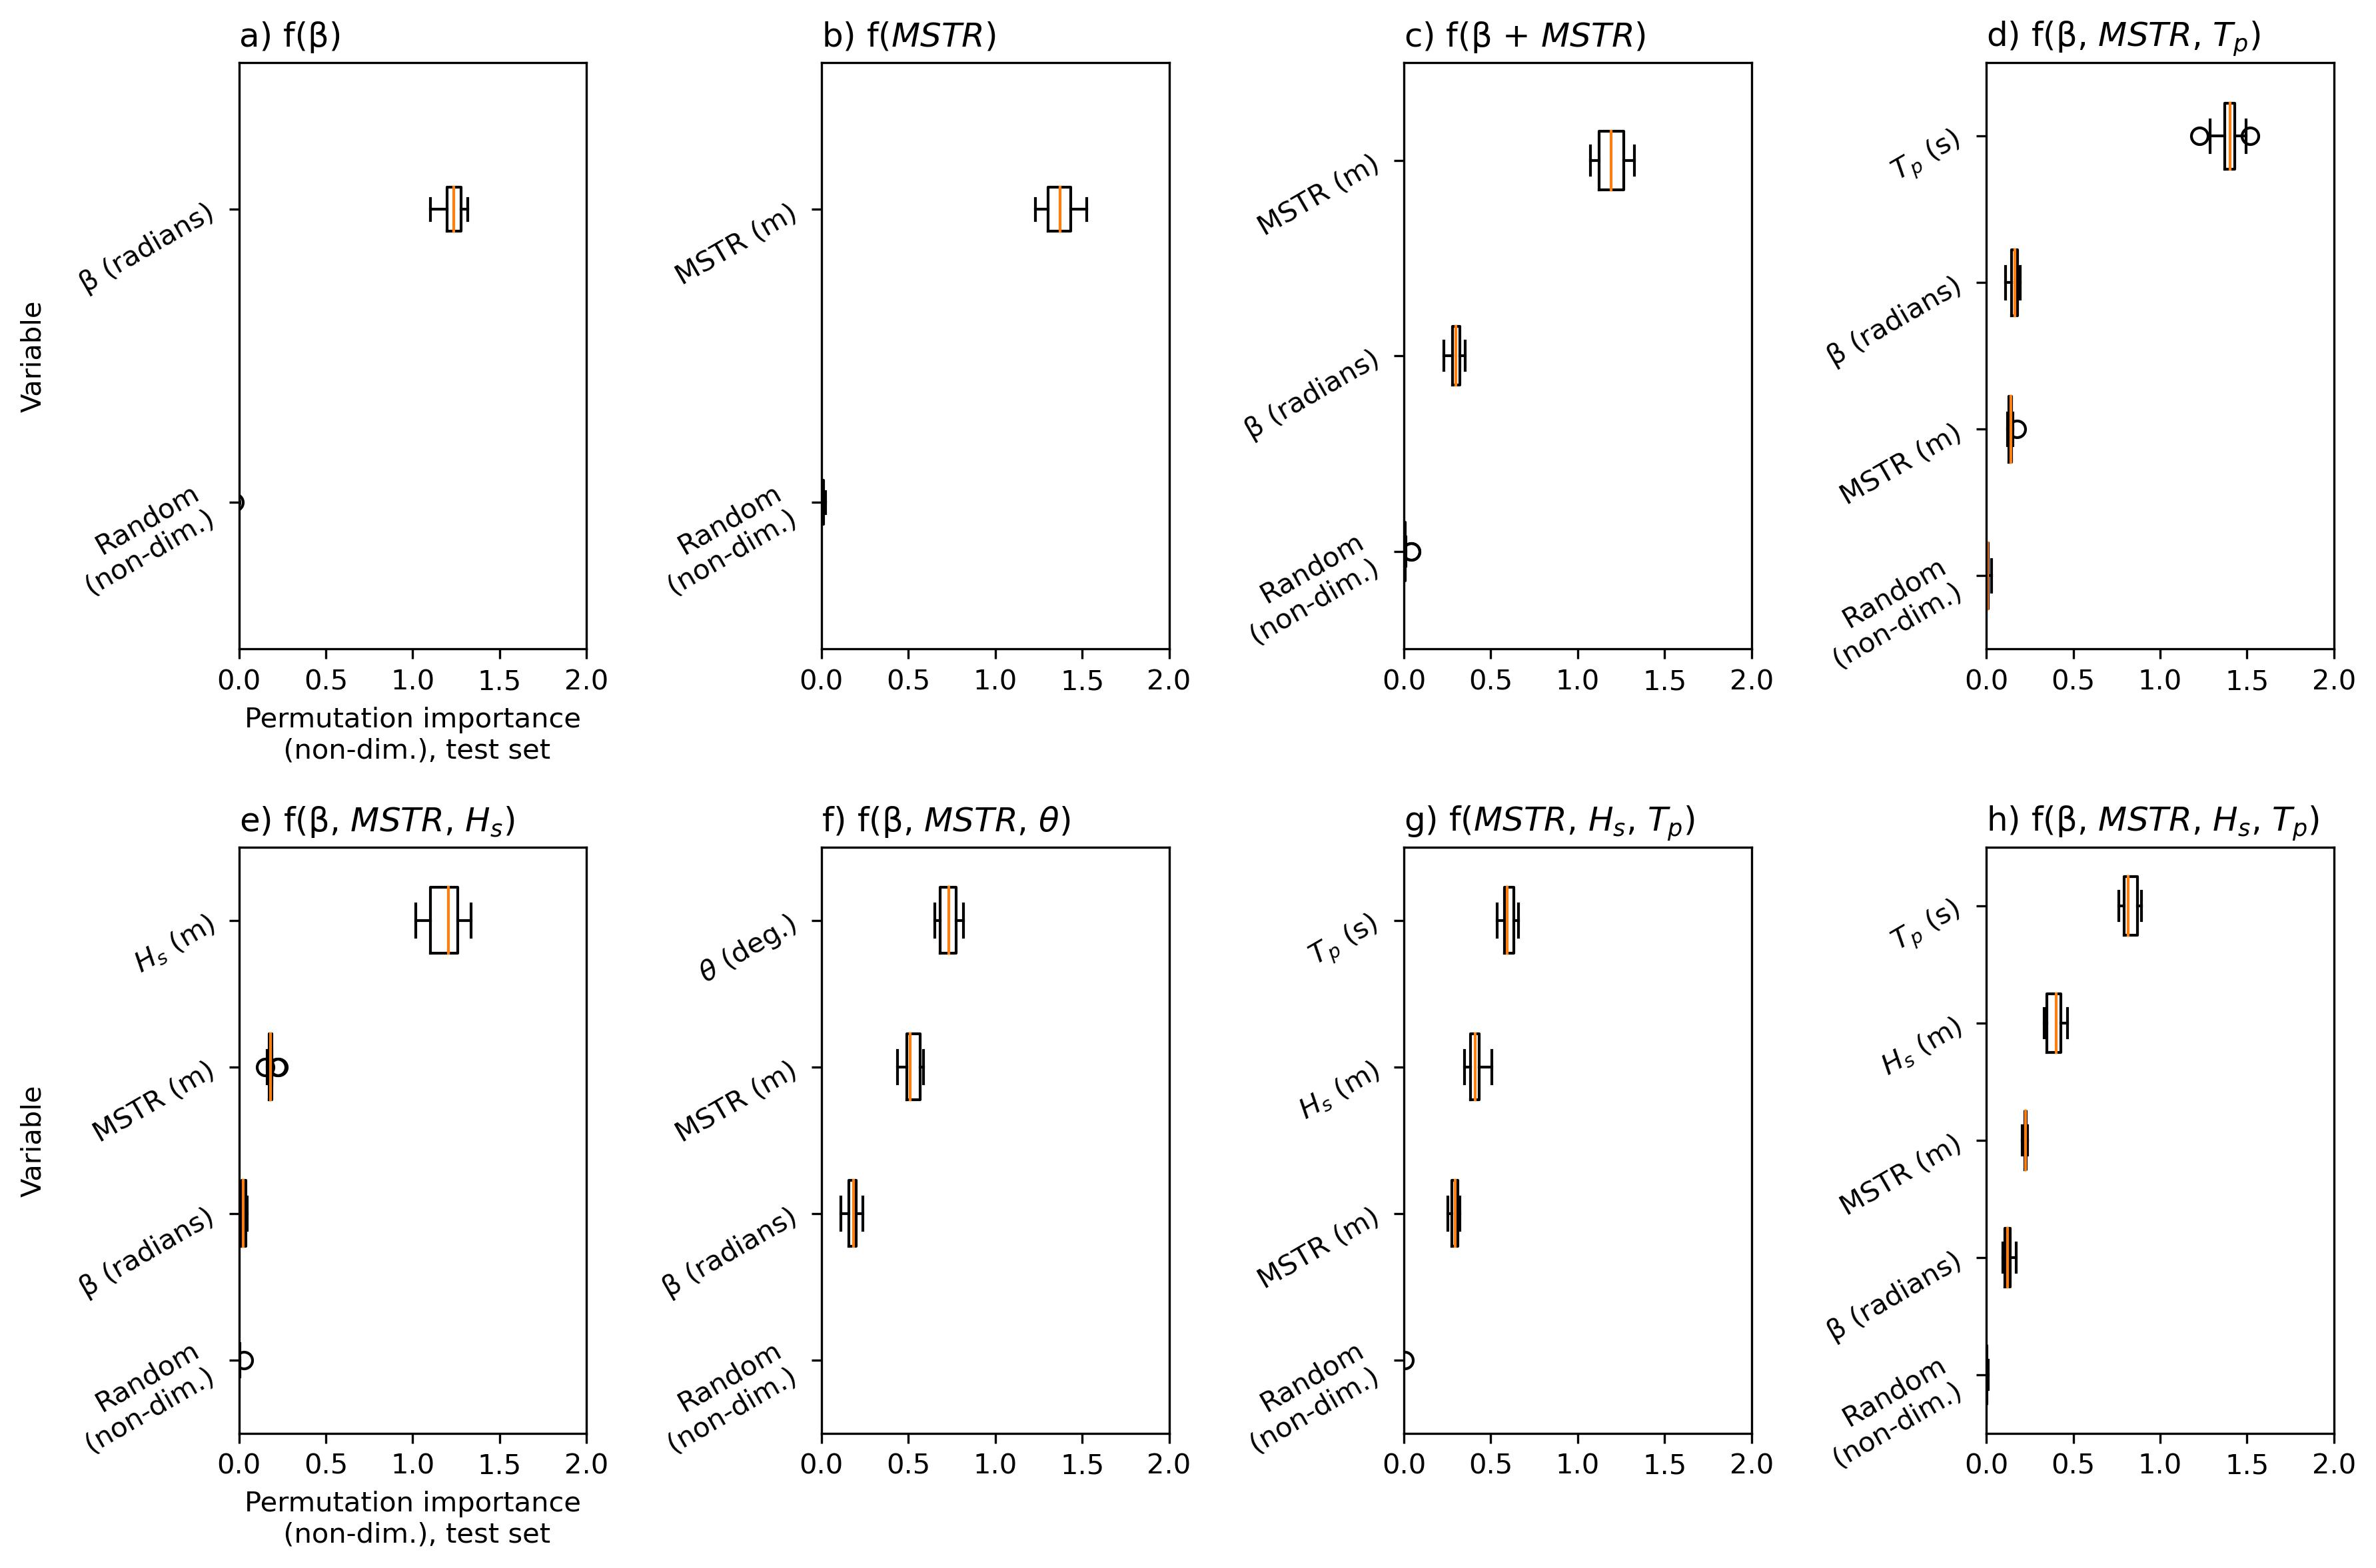 a) f(β)
b) f(MSTR)
c) f(β + MSTR)
d) f(β, MSTR, Tp)
Variable
β (radians)
Random
(non-dim.)
0.0 0.5 1.0 1.5 2.0
Permutation importance
(non-dim.), test set
MSTR (m)
Random
(non-dim.)
0.0 0.5 1.0 1.5 2.0
MSTR (m)
β (radians)
Random
(non-dim.)
0.0 0.5 1.0 1.5 2.0
Tp (s)
β (radians)
MSTR (m)
Random
(non-dim.)
0.0 0.5 1.0 1.5 2.0
e) f(β, MSTR, Hs)
f) f(β, MSTR, θ)
g) f(MSTR, Hs, Tp)
h) f(β, MSTR, Hs, Tp)
Variable
Hs (m)
MSTR (m)
β (radians)
Random
(non-dim.)
0.0 0.5 1.0 1.5 2.0
Permutation importance
(non-dim.), test set
θ (deg.)
MSTR (m)
β (radians)
Random
(non-dim.)
0.0 0.5 1.0 1.5 2.0
Tp (s)
Hs (m)
MSTR (m)
Random
(non-dim.)
0.0 0.5 1.0 1.5 2.0
Tp (s)
Hs (m)
MSTR (m)
β (radians)
Random
(non-dim.)
0.0 0.5 1.0 1.5 2.0